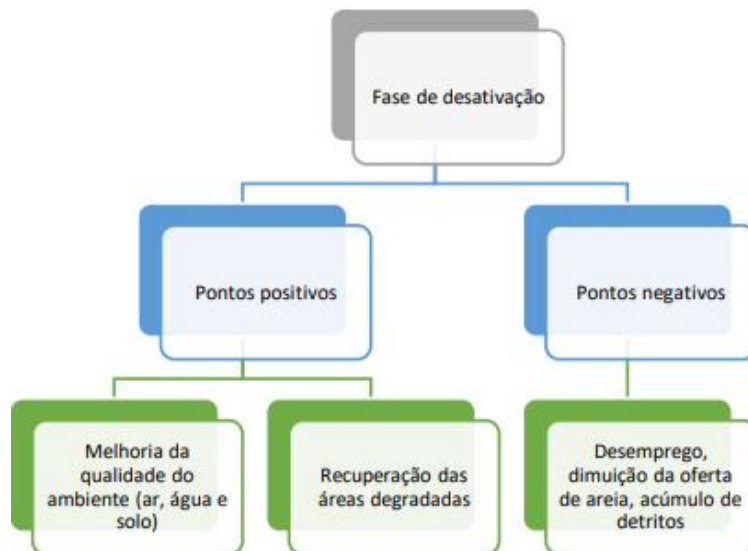 Fase de desativação
Pontos positivos
Pontos negativos
Melhoria da
qualidade do
ambiente (ar, água e
solo)
Recuperação das
áreas degradadas
Desemprego,
dimuição da oferta
de areia, acúmulo de
detritos